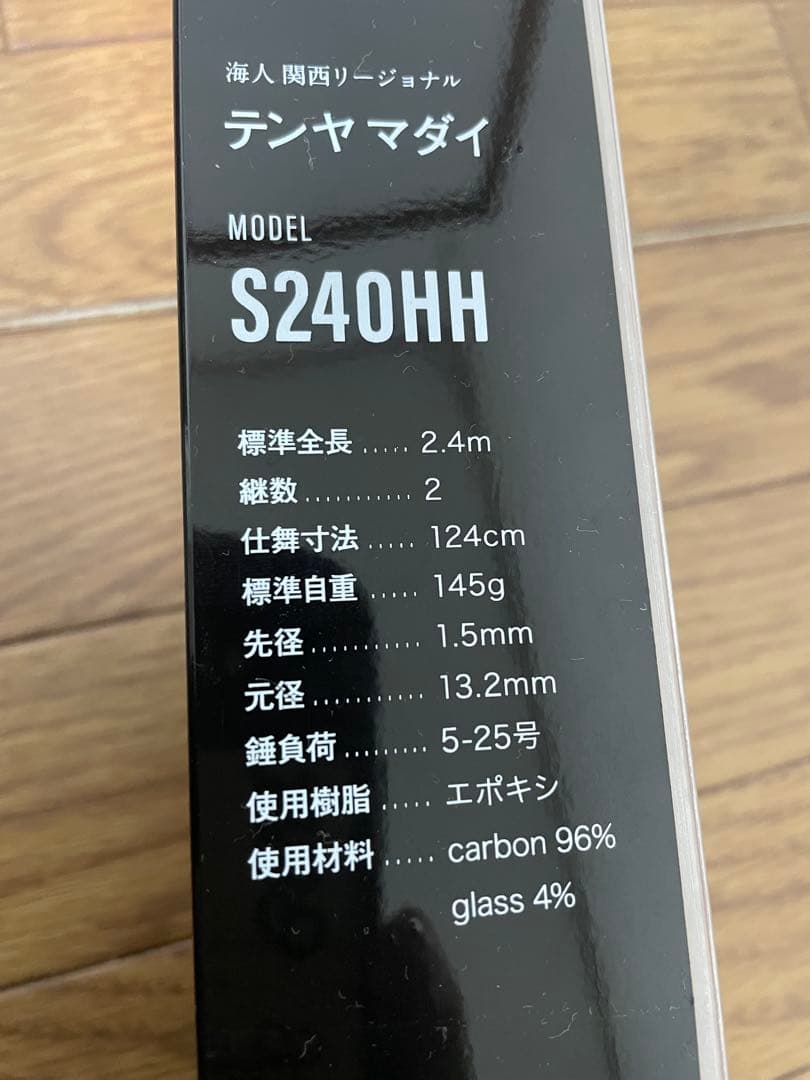 海人 関西リージョナル
テンヤ マダイ
MODEL
S240HH
標準全長 ..... 2.4m
継数 ........... 2
仕舞寸法 ..... 124cm
標準自重 ..... 145g
先径 ........... 1.5mm
元径 ........... 13.2mm
錘負荷 ......... 5-25号
使用樹脂 ..... エポキシ
使用材料 ..... carbon 96%
glass 4%